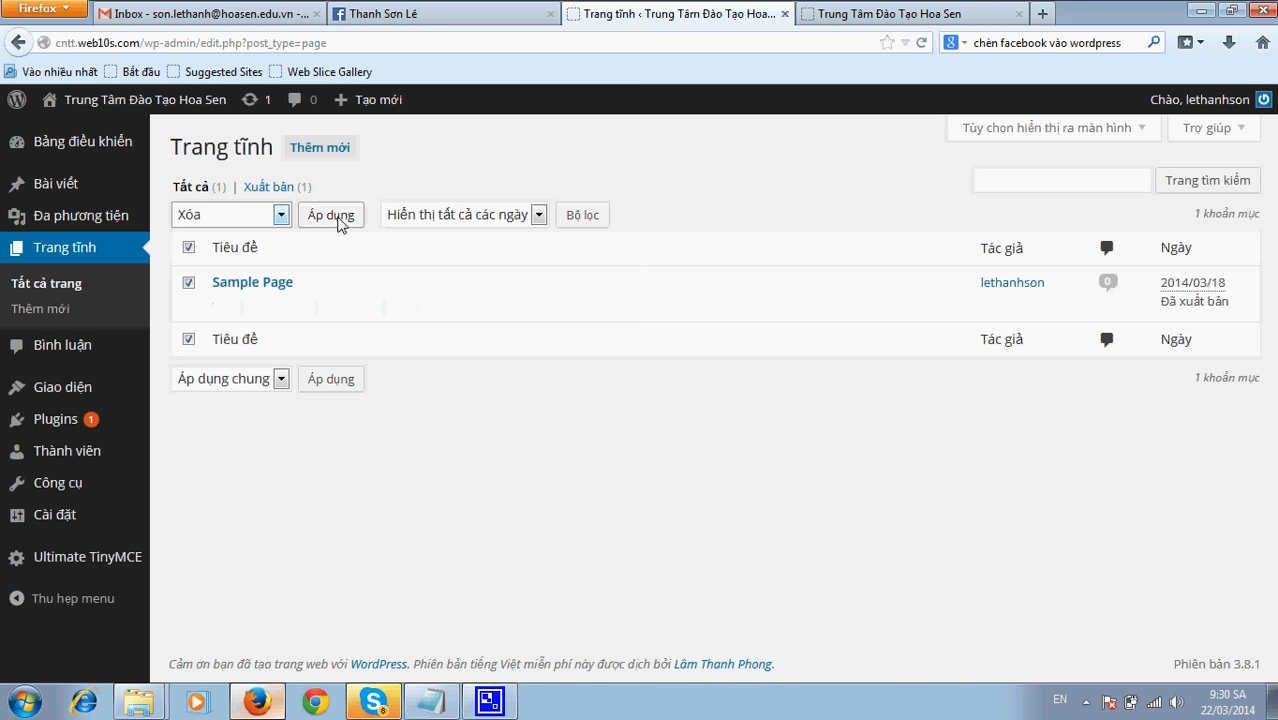 Firefox
Inbox - son.lethanh@hoasen.edu.vn -...
Thanh Sơn Lê
Trang tĩnh ‹ Trung Tâm Đào Tạo Hoa...
Trung Tâm Đào Tạo Hoa Sen
cntt.web10s.com/wp-admin/edit.php?post_type=page
chèn facebook vào wordpress
Vào nhiều nhất
Bắt đầu
Suggested Sites
Web Slice Gallery
Trung Tâm Đào Tạo Hoa Sen
1
0
Tạo mới
Chào, lethanhson
Bảng điều khiển
Bài viết
Đa phương tiện
Trang tĩnh
Tất cả trang
Thêm mới
Bình luận
Giao diện
Plugins 1
Thành viên
Công cụ
Cài đặt
Ultimate TinyMCE
Thu hẹp menu
Tùy chọn hiển thị ra màn hình
Trợ giúp
Trang tĩnh Thêm mới
Tất cả (1) | Xuất bản (1)
Trang tìm kiếm
Xóa
Áp dụng
Hiển thị tất cả các ngày
Bộ lọc
1 khoản mục
Tiêu đề Tác giả Ngày
Sample Page lethanhson 0 2014/03/18
Đã xuất bản
Tiêu đề Tác giả Ngày
Áp dụng chung
Áp dụng
1 khoản mục
Cảm ơn bạn đã tạo trang web với WordPress. Phiên bản tiếng Việt miễn phí này được dịch bởi Lâm Thanh Phong.
Phiên bản 3.8.1
EN
9:30 SA
22/03/2014